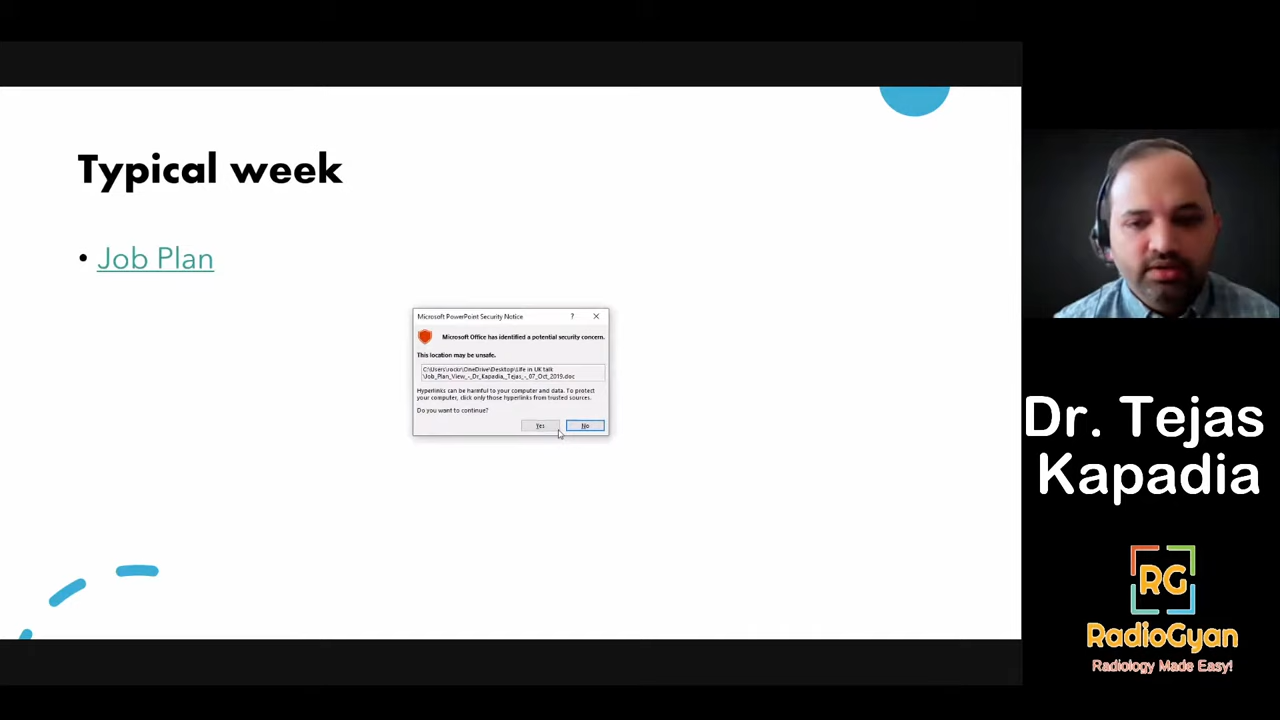 Typical week
• Job Plan
Microsoft PowerPoint Security Notice
?
Microsoft Office has identified a potential security concern.
This location may be unsafe.
C:\Users\rockr\OneDrive\Desktop\Life in UK talk
\Job_Plan_View_-_Dr_Kapadia,_Tejas_-_07_Oct_2019.doc
Hyperlinks can be harmful to your computer and data. To protect
your computer, click only those hyperlinks from trusted sources.
Do you want to continue?
Yes
No
Dr. Tejas
Kapadia
RG
RadioGyan
Radiology Made Easy!